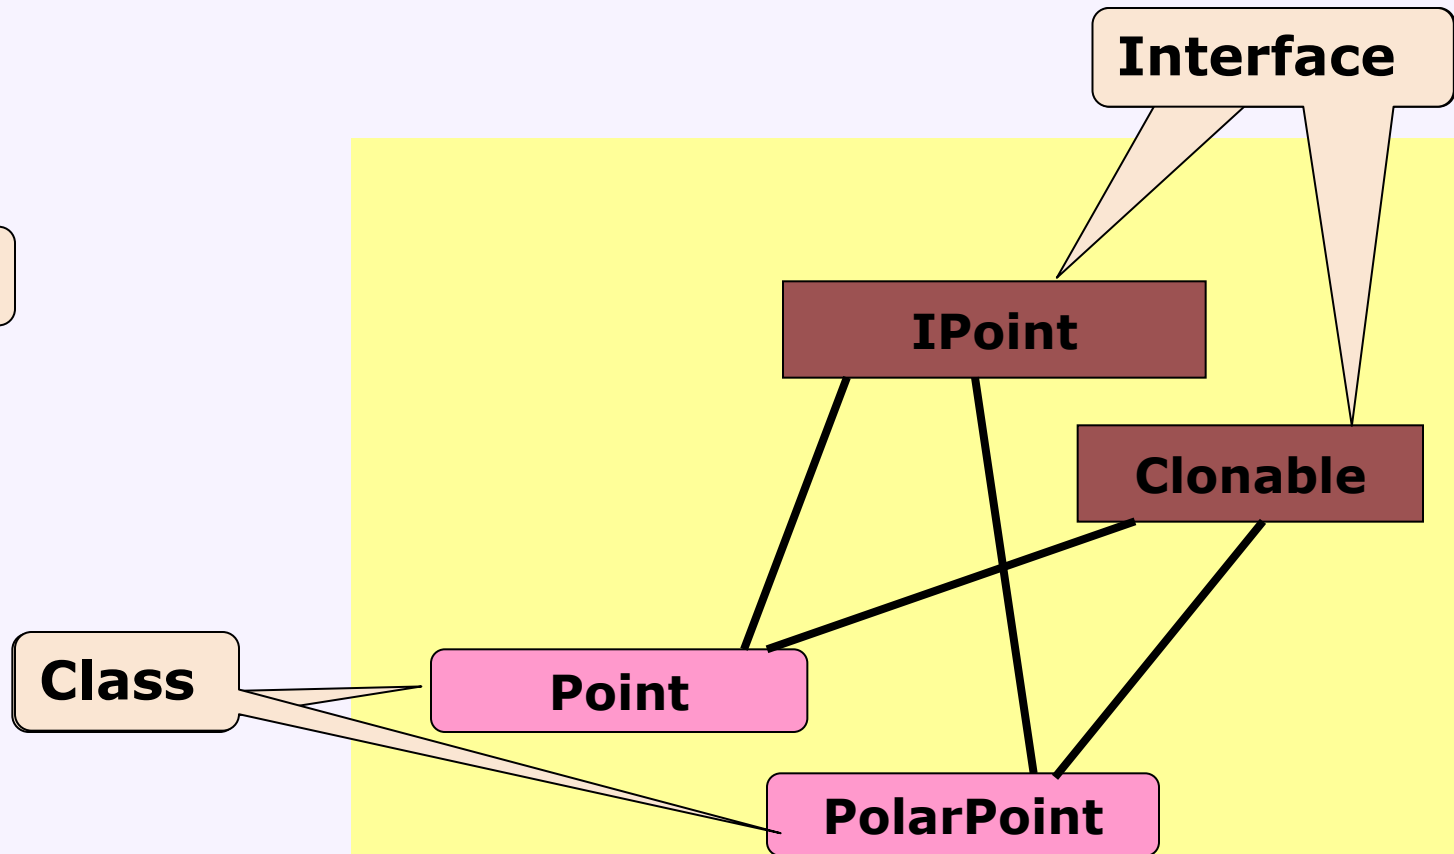 Interface
IPoint
Clonable
Class
Point
PolarPoint